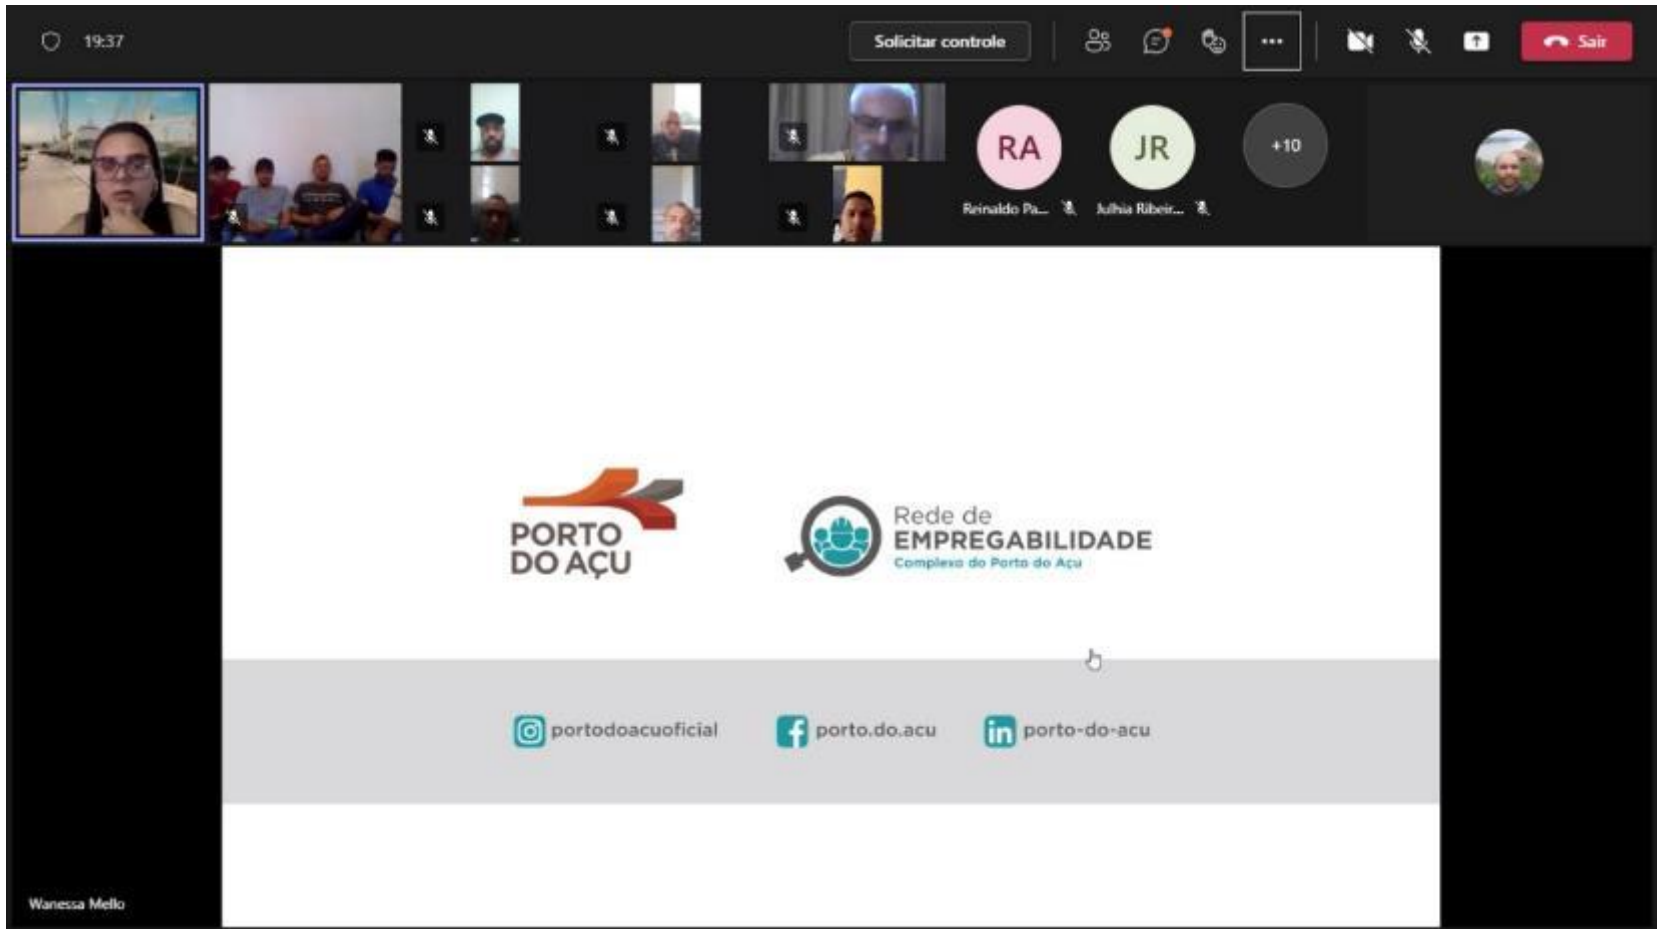 19:37
Solicitar controle
Sair
RA
JR
+10
Reinaldo Pa...
Julhia Ribeir...
PORTO
DO AÇU
Rede de
EMPREGABILIDADE
Complexo do Porto do Açu
portodoacuoficial
porto.do.acu
porto-do-acu
Wanessa Mello